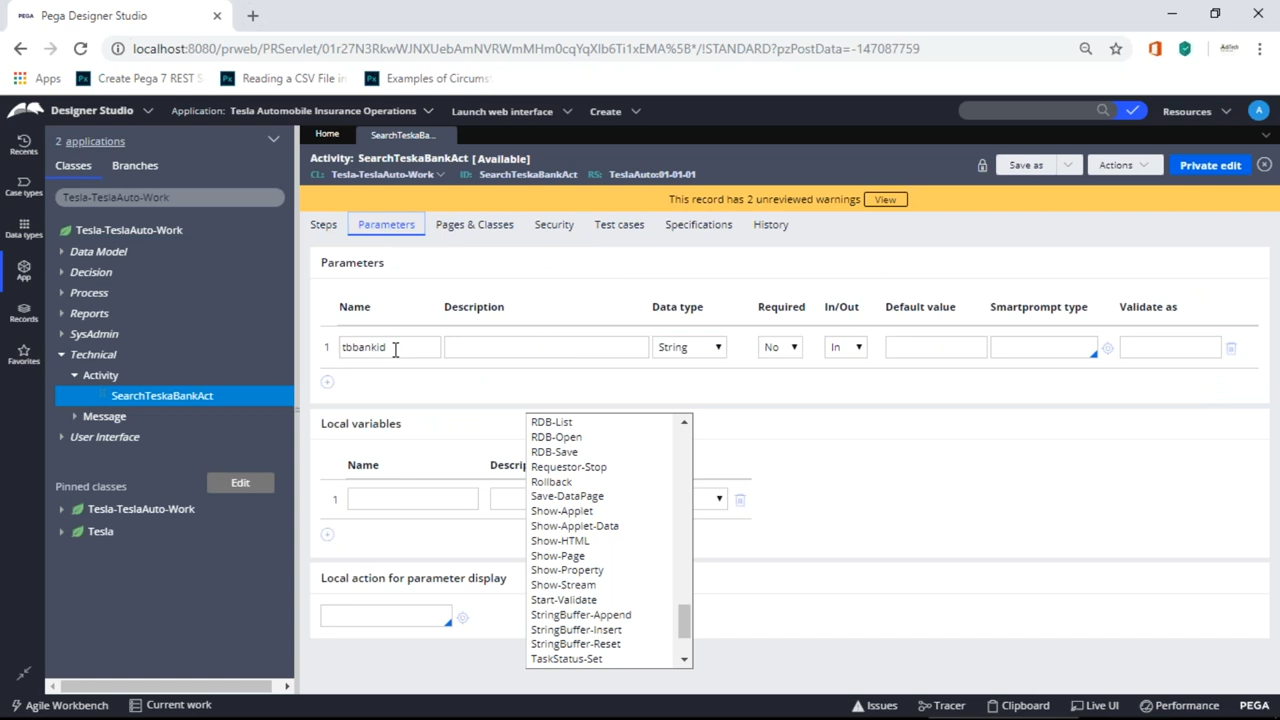 PEGA Pega Designer Studio
localhost:8080/prweb/PRServlet/01r27N3RkwWJNXUebAmNVRWmMHm0cqYqXlb6Ti1xEMA%5B*/!STANDARD?pzPostData=-147087759
Apps Create Pega 7 REST S Reading a CSV File in Examples of Circums
Designer Studio Application: Tesla Automobile Insurance Operations Launch web interface Create Resources A
Recents
Case types
Data types
App
Records
Favorites
2 applications
Classes Branches
Tesla-TeslaAuto-Work
Tesla-TeslaAuto-Work
Data Model
Decision
Process
Reports
SysAdmin
Technical
Activity
SearchTeskaBankAct
Message
User Interface
Pinned classes Edit
Tesla-TeslaAuto-Work
Tesla
Home SearchTeskaBa...
Activity: SearchTeskaBankAct [Available]
CL: Tesla-TeslaAuto-Work ID: SearchTeskaBankAct RS: TeslaAuto:01-01-01
Save as Actions Private edit
This record has 2 unreviewed warnings View
Steps Parameters Pages & Classes Security Test cases Specifications History
Parameters
Name Description Data type Required In/Out Default value Smartprompt type Validate as
1 tbbankid String No In
Local variables
Name Descrip
1
Local action for parameter display
RDB-List
RDB-Open
RDB-Save
Requestor-Stop
Rollback
Save-DataPage
Show-Applet
Show-Applet-Data
Show-HTML
Show-Page
Show-Property
Show-Stream
Start-Validate
StringBuffer-Append
StringBuffer-Insert
StringBuffer-Reset
TaskStatus-Set
Agile Workbench Current work Issues Tracer Clipboard Live UI Performance PEGA